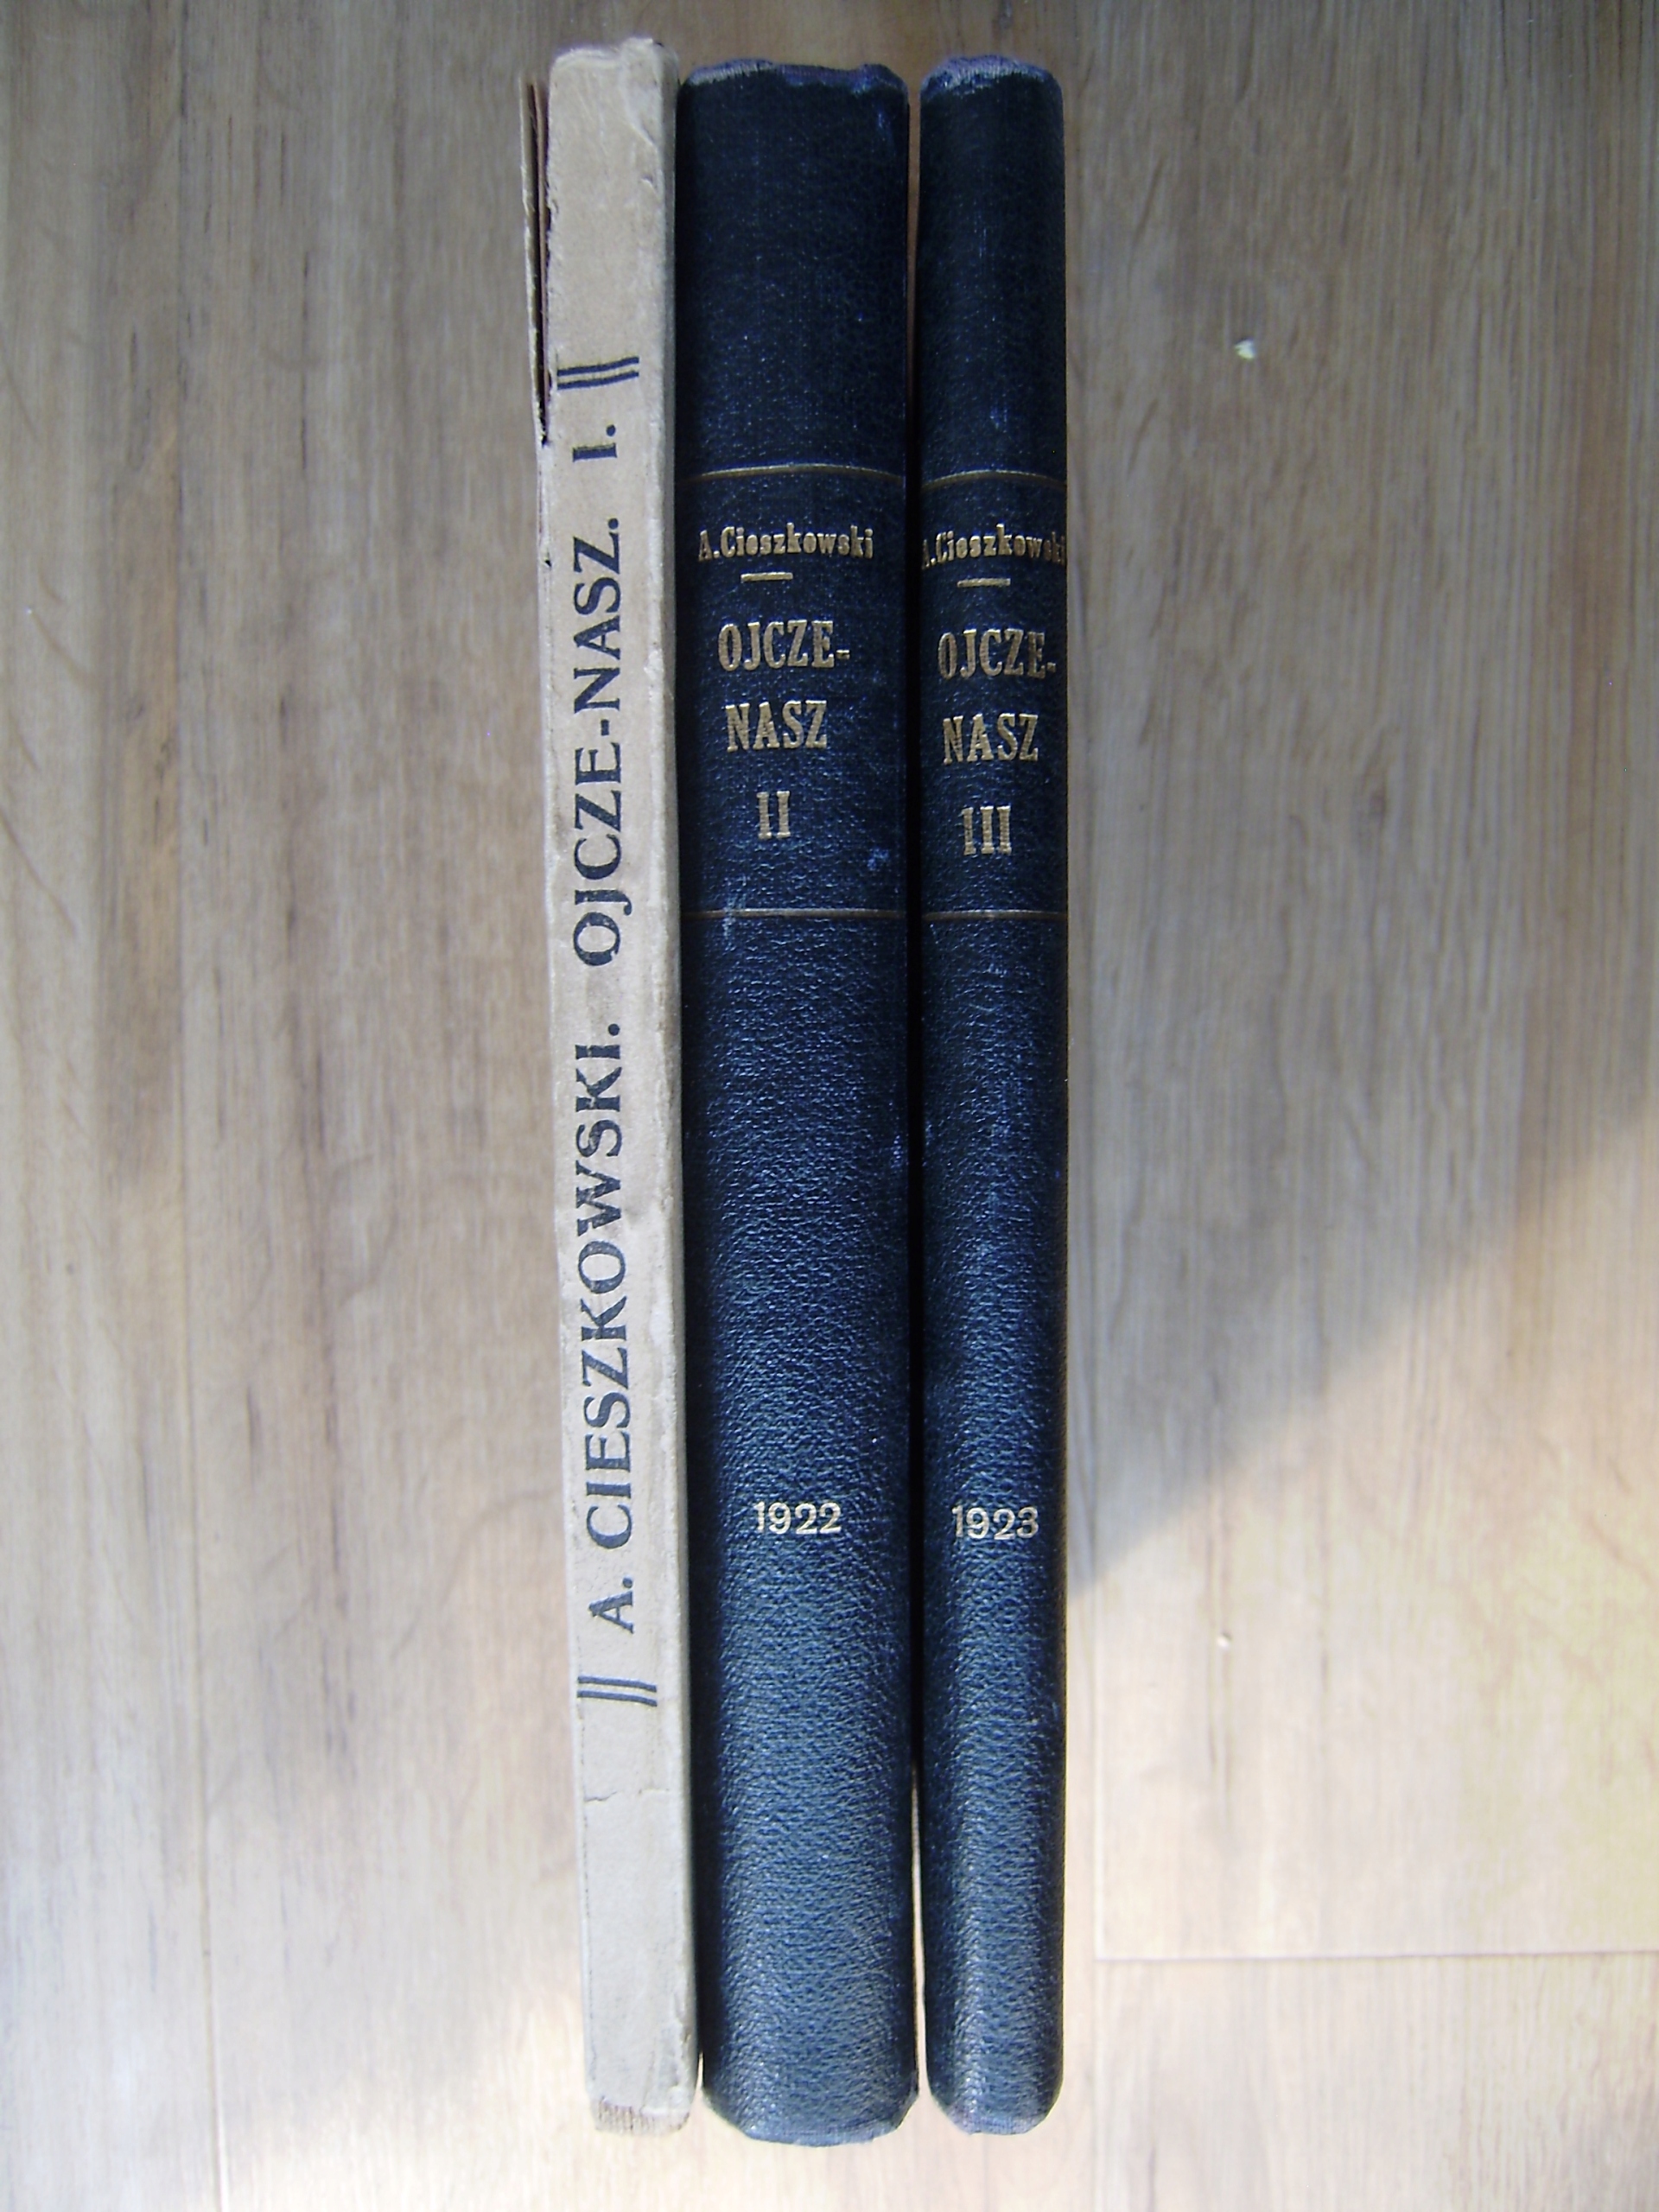 A. CIESZKOWSKI. OJCZE-NASZ. I.
A.Cieszkowski
OJCZE-
NASZ
II
1922
A.Cieszkowski
OJCZE-
NASZ
III
1923